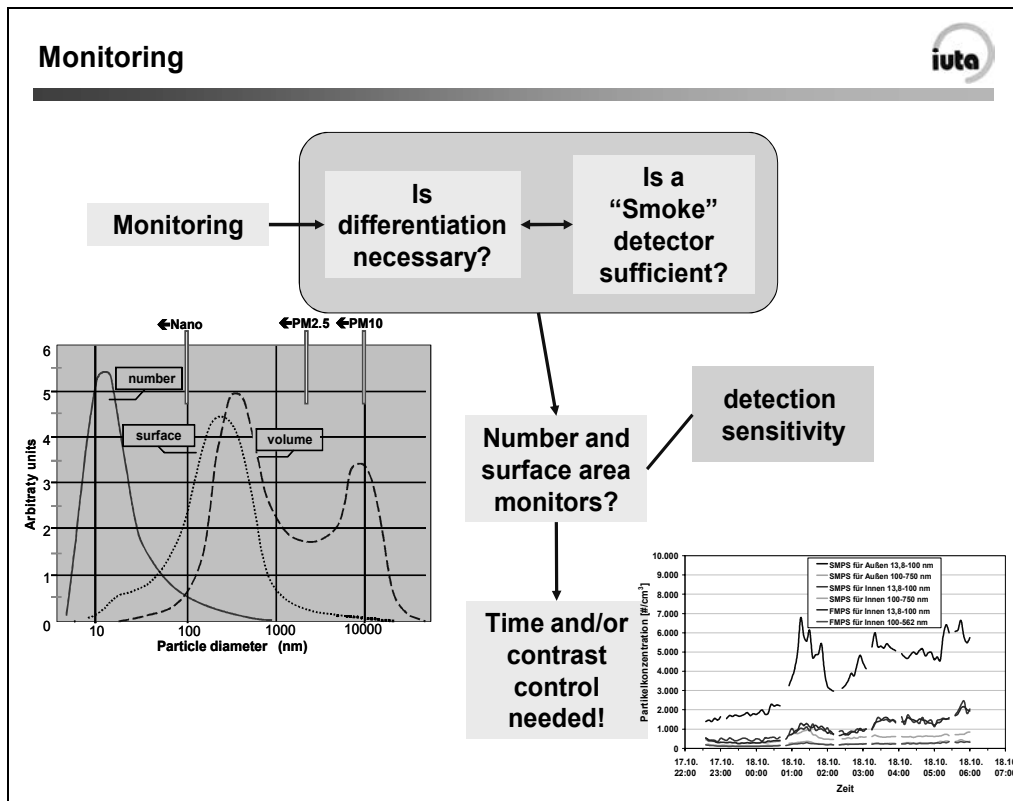 Monitoring
iuta
Monitoring
Is
differentiation
necessary?
Is a
“Smoke”
detector
sufficient?
←Nano
←PM2.5
←PM10
6
5
4
3
2
1
0
number
surface
volume
Arbitraty units
10
100
1000
10000
Particle diameter (nm)
Number and
surface area
monitors?
detection
sensitivity
Time and/or
contrast
control
needed!
10.000
9.000
8.000
7.000
6.000
5.000
4.000
3.000
2.000
1.000
0
Partikelkonzentration [#/cm³]
SMPS für Außen 13,8-100 nm
SMPS für Außen 100-750 nm
SMPS für Innen 13,8-100 nm
SMPS für Innen 100-750 nm
FMPS für Innen 13,8-100 nm
FMPS für Innen 100-562 nm
17.10. 17.10. 18.10. 18.10. 18.10. 18.10. 18.10. 18.10. 18.10. 18.10
22:00 23:00 00:00 01:00 02:00 03:00 04:00 05:00 06:00 07:00
Zeit